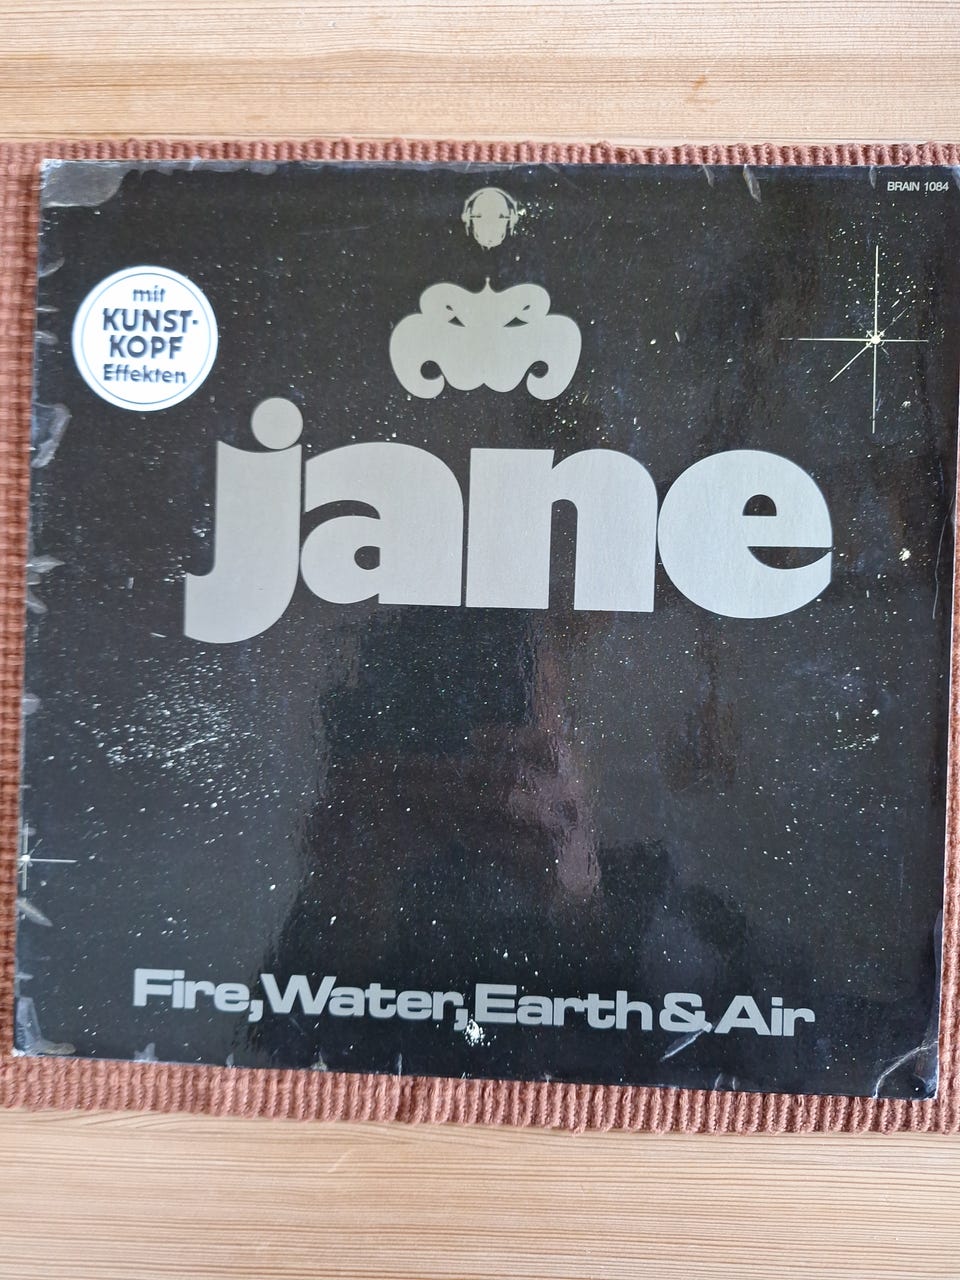 BRAIN 1084
mit
KUNST-
KOPF
Effekten
jane
Fire,Water,Earth & Air